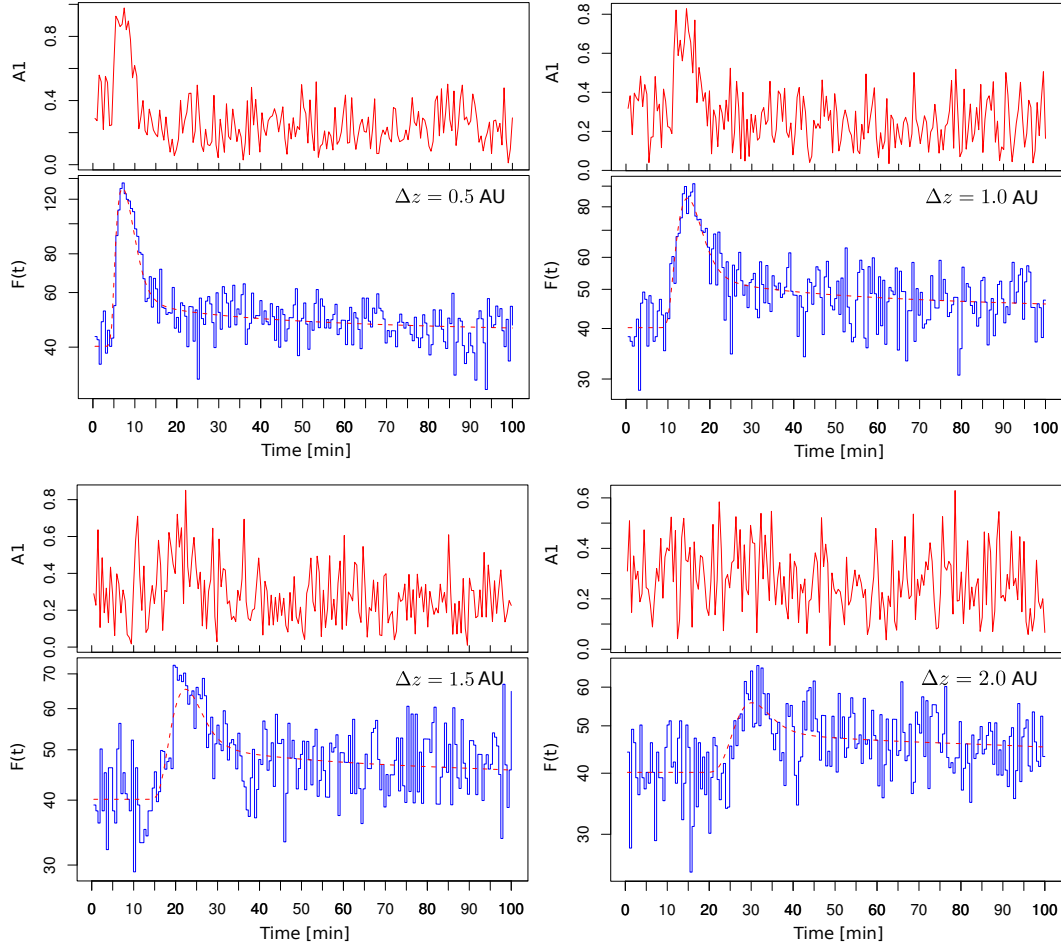 A1
0.0 0.4 0.8
F(t)
40 60 80 120
Δz = 0.5 AU
0 10 20 30 40 50 60 70 80 90 100
Time [min]
A1
0.0 0.2 0.4 0.6 0.8 1.0
F(t)
30 40 50 60 80
Δz = 1.0 AU
0 10 20 30 40 50 60 70 80 90 100
Time [min]
A1
0.0 0.2 0.4 0.6 0.8
F(t)
30 40 50 60 70
Δz = 1.5 AU
0 10 20 30 40 50 60 70 80 90 100
Time [min]
A1
0.0 0.2 0.4 0.6
F(t)
30 40 50 60
Δz = 2.0 AU
0 10 20 30 40 50 60 70 80 90 100
Time [min]